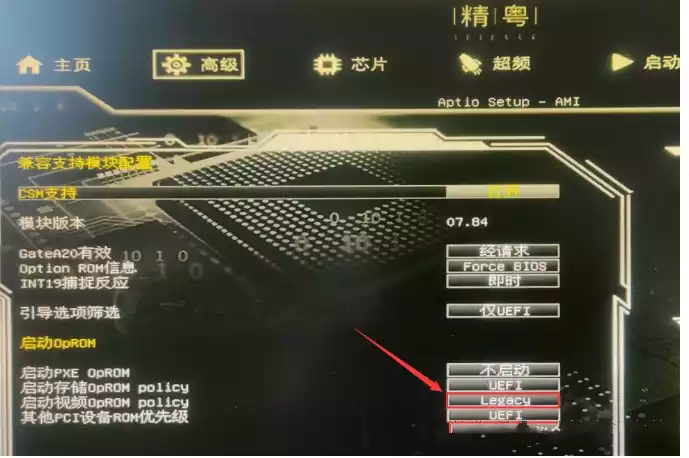 精粤
主页 高级 芯片 超频 启动
Aptio Setup - AMI
兼容支持模块配置
CSM支持
模块版本 07.84
GateA20有效 经请求
Option ROM信息 Force BIOS
INT19捕捉反应 即时
引导选项筛选 仅UEFI
启动OpROM
启动PXE OpROM 不启动
启动存储OpROM policy UEFI
启动视频OpROM policy Legacy
其他PCI设备ROM优先级 UEFI